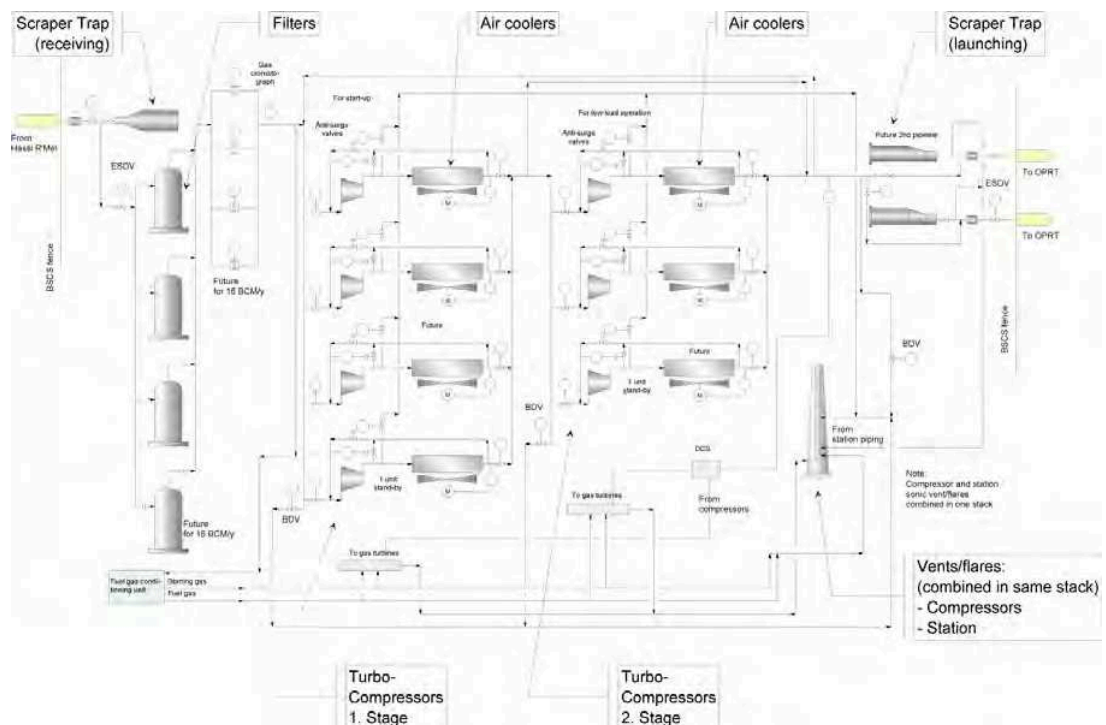 Scraper Trap
(receiving)
Filters
Air coolers
Air coolers
Scraper Trap
(launching)
Gas
chromato-
graph
For start-up
For low-load operation
Anti-surge
valves
Anti-surge
valves
Future 2nd pipeline
From
Hassi R'Mel
ESDV
To OPRT
ESDV
To OPRT
BSCS fence
Future
for 16 BCM/y
BSCS fence
Future
Future
BDV
1 unit
stand-by
BDV
From
station piping
DCS
1 unit
stand-by
Note:
Compressor and station
sonic vent/flares
combined in one stack
To gas turbines
From
compressors
BDV
Future
for 16 BCM/y
To gas turbines
Fuel gas condi-
tioning unit
Starting gas
Fuel gas
Vents/flares:
(combined in same stack)
- Compressors
- Station
Turbo-
Compressors
1. Stage
Turbo-
Compressors
2. Stage
M
M
M
M
M
M
M